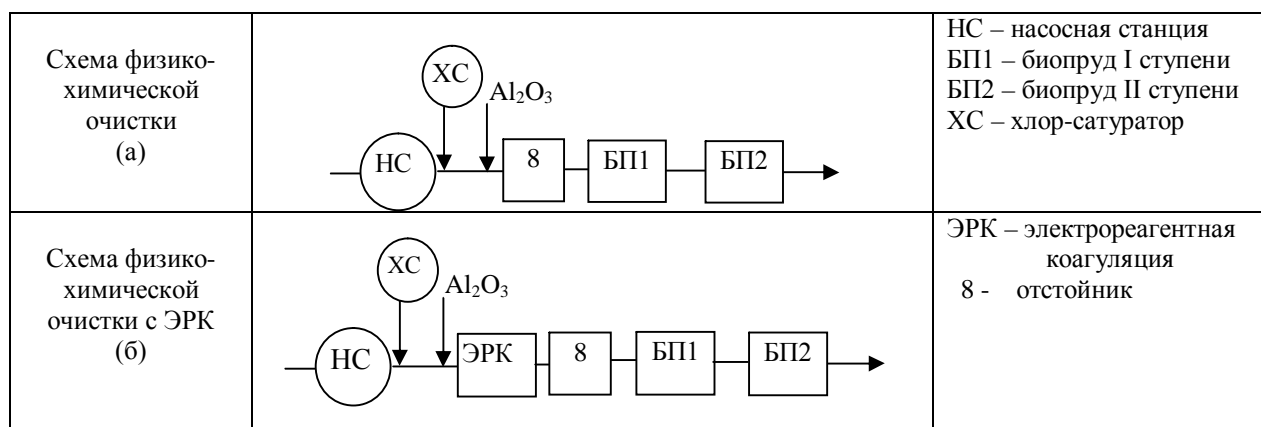 Схема физико-
химической
очистки
(а)
ХС
Al₂O₃
НС
8
БП1
БП2
НС – насосная станция
БП1 – биопруд I ступени
БП2 – биопруд II ступени
ХС – хлор-сатуратор
Схема физико-
химической
очистки с ЭРК
(б)
ХС
Al₂O₃
НС
ЭРК
8
БП1
БП2
ЭРК – электрореагентная
коагуляция
8 - отстойник